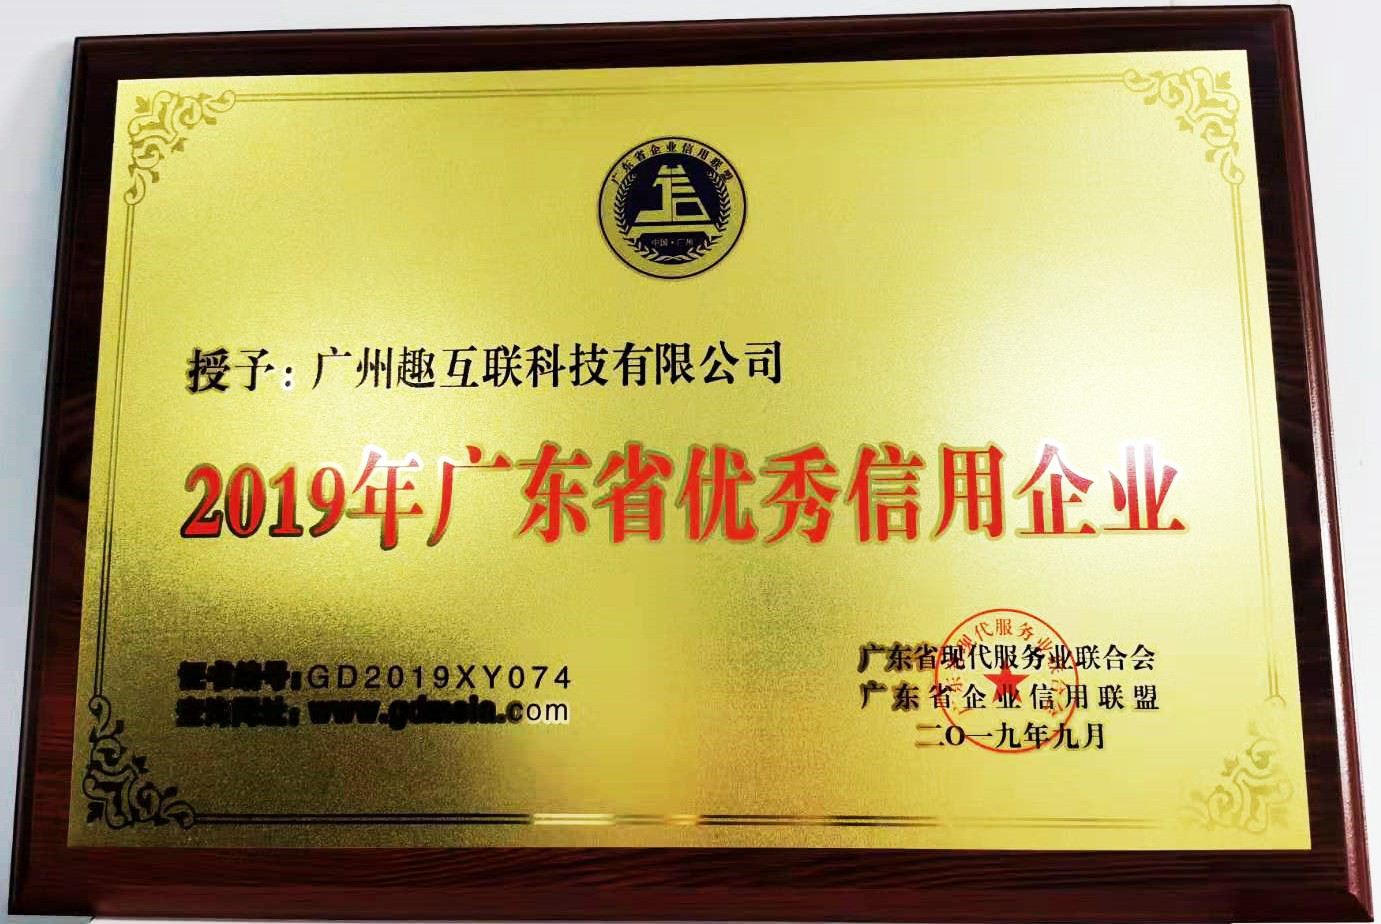 广东省企业信用联盟
中国·广州
授予：广州趣互联科技有限公司
2019年广东省优秀信用企业
证书编号:GD2019XY074
查询网址：www.gdmsia.com
广东省现代服务业联合会
广东省企业信用联盟
二O一九年九月